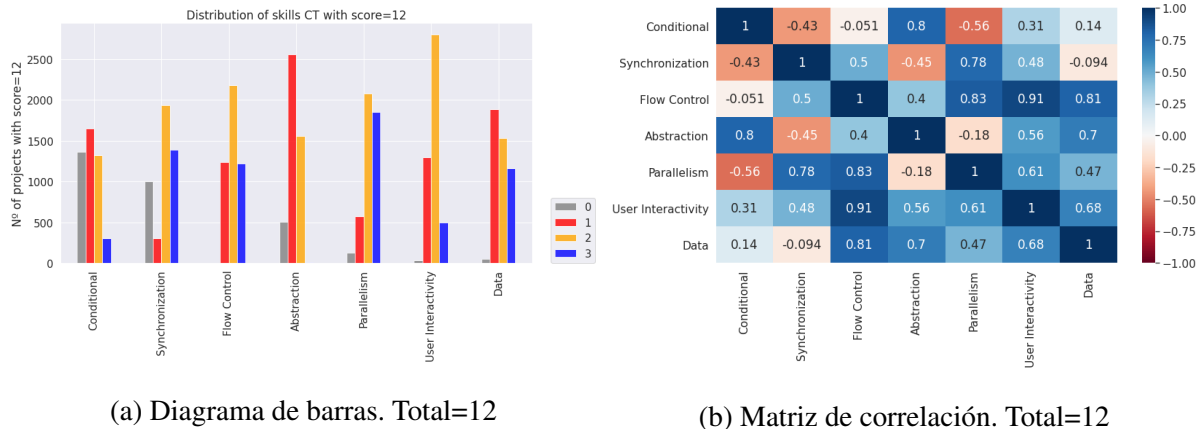 Distribution of skills CT with score=12
Nº of projects with score=12
2500
2000
1500
1000
500
0
Conditional
Synchronization
Flow Control
Abstraction
Parallelism
User Interactivity
Data
0
1
2
3
(a) Diagrama de barras. Total=12
Conditional 1 -0.43 -0.051 0.8 -0.56 0.31 0.14
Synchronization -0.43 1 0.5 -0.45 0.78 0.48 -0.094
Flow Control -0.051 0.5 1 0.4 0.83 0.91 0.81
Abstraction 0.8 -0.45 0.4 1 -0.18 0.56 0.7
Parallelism -0.56 0.78 0.83 -0.18 1 0.61 0.47
User Interactivity 0.31 0.48 0.91 0.56 0.61 1 0.68
Data 0.14 -0.094 0.81 0.7 0.47 0.68 1
Conditional
Synchronization
Flow Control
Abstraction
Parallelism
User Interactivity
Data
1.00
0.75
0.50
0.25
0.00
-0.25
-0.50
-0.75
-1.00
(b) Matriz de correlación. Total=12